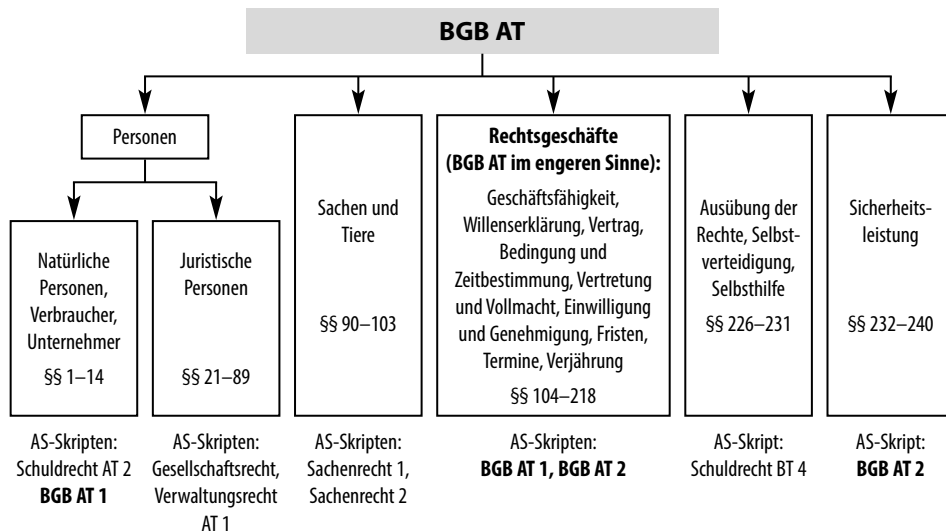 BGB AT
Personen
Natürliche
Personen,
Verbraucher,
Unternehmer
§§ 1–14
AS-Skripten:
Schuldrecht AT 2
BGB AT 1
Juristische
Personen
§§ 21–89
AS-Skripten:
Gesellschaftsrecht,
Verwaltungsrecht
AT 1
Sachen und
Tiere
§§ 90–103
AS-Skripten:
Sachenrecht 1,
Sachenrecht 2
Rechtsgeschäfte
(BGB AT im engeren Sinne):
Geschäftsfähigkeit,
Willenserklärung, Vertrag,
Bedingung und
Zeitbestimmung, Vertretung
und Vollmacht, Einwilligung
und Genehmigung, Fristen,
Termine, Verjährung
§§ 104–218
AS-Skripten:
BGB AT 1, BGB AT 2
Ausübung der
Rechte, Selbst-
verteidigung,
Selbsthilfe
§§ 226–231
AS-Skript:
Schuldrecht BT 4
Sicherheits-
leistung
§§ 232–240
AS-Skript:
BGB AT 2